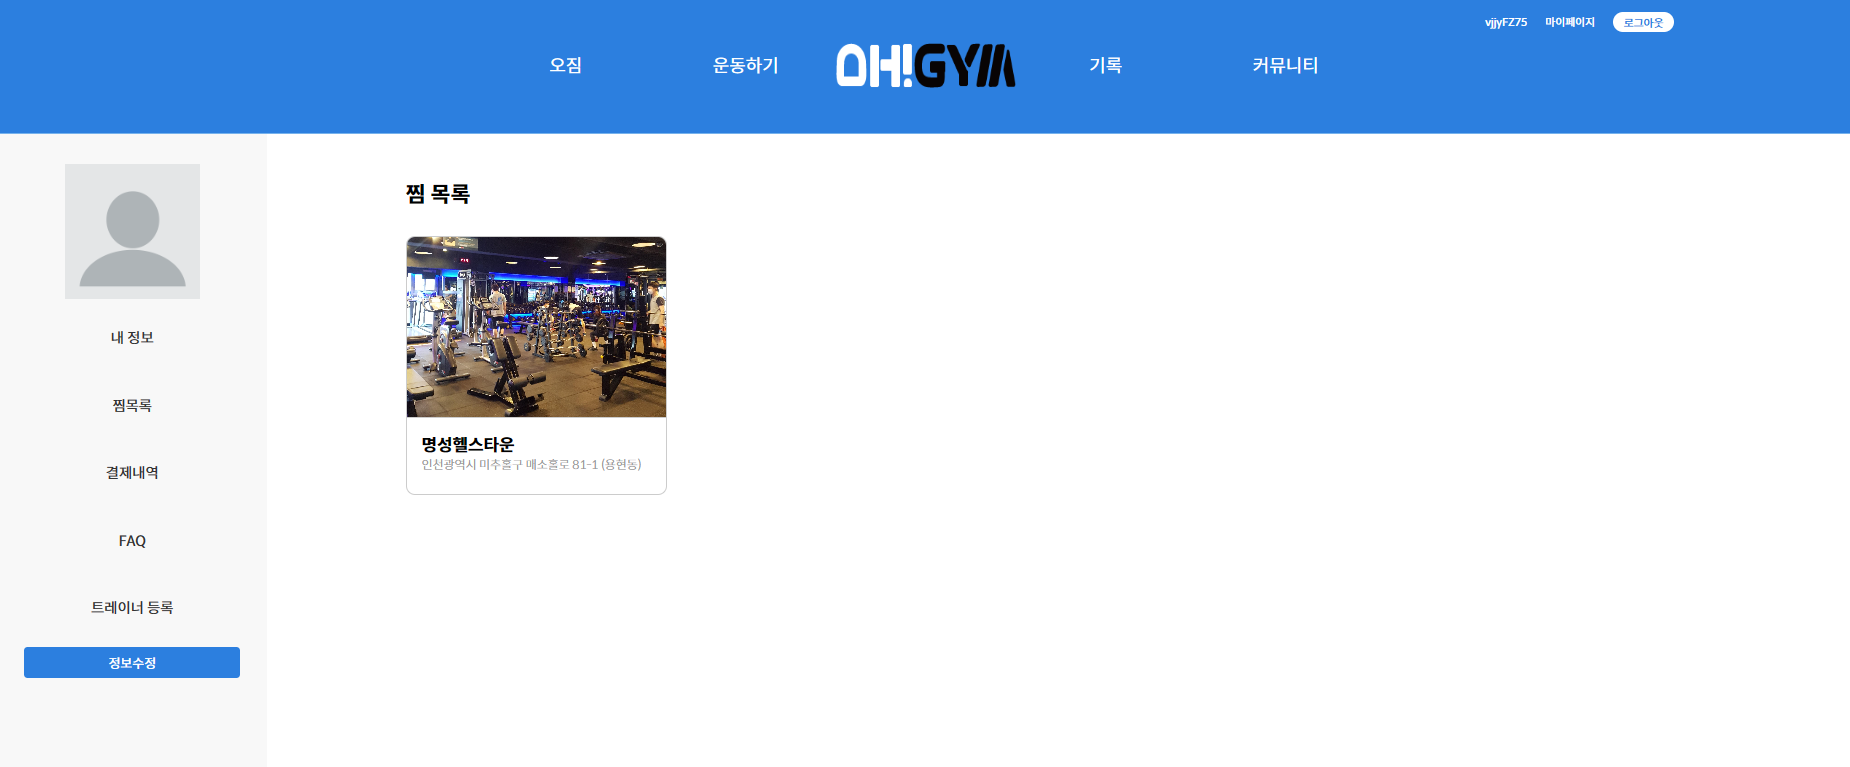 vjjyFZ75 마이페이지 로그아웃
오짐 운동하기 OH!GYM 기록 커뮤니티
찜 목록
내 정보
찜목록
결제내역
FAQ
트레이너 등록
정보수정
명성헬스타운
인천광역시 미추홀구 매소홀로 81-1 (용현동)